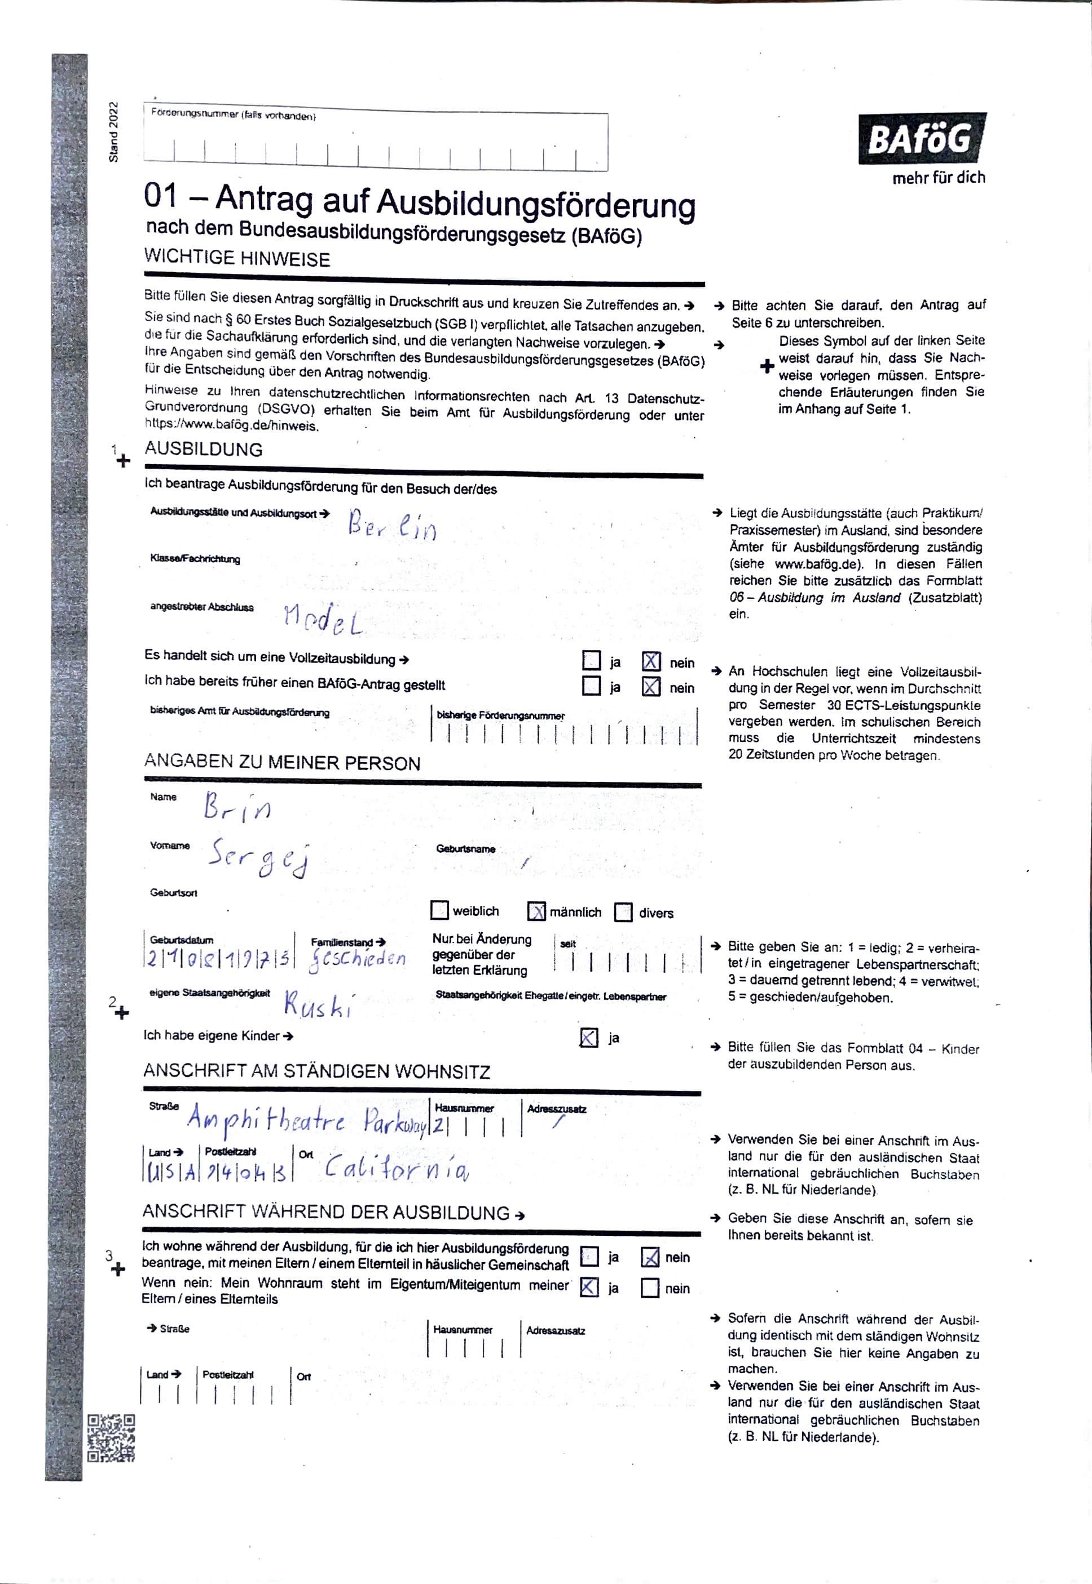 Stand 2022
Förderungsnummer (falls vorhanden)
BAföG
mehr für dich
01 – Antrag auf Ausbildungsförderung
nach dem Bundesausbildungsförderungsgesetz (BAföG)
WICHTIGE HINWEISE
Bitte füllen Sie diesen Antrag sorgfältig in Druckschrift aus und kreuzen Sie Zutreffendes an. →
Sie sind nach § 60 Erstes Buch Sozialgesetzbuch (SGB I) verpflichtet, alle Tatsachen anzugeben,
die für die Sachaufklärung erforderlich sind, und die verlangten Nachweise vorzulegen. →
Ihre Angaben sind gemäß den Vorschriften des Bundesausbildungsförderungsgesetzes (BAföG)
für die Entscheidung über den Antrag notwendig.
Hinweise zu Ihren datenschutzrechtlichen Informationsrechten nach Art. 13 Datenschutz-
Grundverordnung (DSGVO) erhalten Sie beim Amt für Ausbildungsförderung oder unter
https://www.bafög.de/hinweis.
→ Bitte achten Sie darauf, den Antrag auf
Seite 6 zu unterschreiben.
→ Dieses Symbol auf der linken Seite
+ weist darauf hin, dass Sie Nach-
weise vorlegen müssen. Entspre-
chende Erläuterungen finden Sie
im Anhang auf Seite 1.
1 +
AUSBILDUNG
Ich beantrage Ausbildungsförderung für den Besuch der/des
Ausbildungsstätte und Ausbildungsort → Berlin
Klasse/Fachrichtung
angestrebter Abschluss Model
→ Liegt die Ausbildungsstätte (auch Praktikum/
Praxissemester) im Ausland, sind besondere
Ämter für Ausbildungsförderung zuständig
(siehe www.bafög.de). In diesen Fällen
reichen Sie bitte zusätzlich das Formblatt
06 – Ausbildung im Ausland (Zusatzblatt)
ein.
Es handelt sich um eine Vollzeitausbildung → ja X nein
Ich habe bereits früher einen BAföG-Antrag gestellt ja X nein
bisheriges Amt für Ausbildungsförderung bisherige Förderungsnummer
→ An Hochschulen liegt eine Vollzeitausbil-
dung in der Regel vor, wenn im Durchschnitt
pro Semester 30 ECTS-Leistungspunkte
vergeben werden. Im schulischen Bereich
muss die Unterrichtszeit mindestens
20 Zeitstunden pro Woche betragen.
ANGABEN ZU MEINER PERSON
Name Brin
Vorname Sergej Geburtsname /
Geburtsort
weiblich X männlich divers
Geburtsdatum Familienstand → Nur bei Änderung seit
21081973 geschieden gegenüber der
letzten Erklärung
→ Bitte geben Sie an: 1 = ledig; 2 = verheira-
tet / in eingetragener Lebenspartnerschaft;
3 = dauernd getrennt lebend; 4 = verwitwet;
5 = geschieden/aufgehoben.
2 +
eigene Staatsangehörigkeit Ruski Staatsangehörigkeit Ehegatte / eingetr. Lebenspartner
Ich habe eigene Kinder → X ja
→ Bitte füllen Sie das Formblatt 04 – Kinder
der auszubildenden Person aus.
ANSCHRIFT AM STÄNDIGEN WOHNSITZ
Straße Amphitheatre Parkway Hausnummer 2 Adresszusatz /
Land → USA Postleitzahl 94043 Ort California
→ Verwenden Sie bei einer Anschrift im Aus-
land nur die für den ausländischen Staat
international gebräuchlichen Buchstaben
(z. B. NL für Niederlande)
ANSCHRIFT WÄHREND DER AUSBILDUNG →
→ Geben Sie diese Anschrift an, sofern sie
Ihnen bereits bekannt ist.
3 +
Ich wohne während der Ausbildung, für die ich hier Ausbildungsförderung
beantrage, mit meinen Eltern / einem Elternteil in häuslicher Gemeinschaft ja X nein
Wenn nein: Mein Wohnraum steht im Eigentum/Miteigentum meiner X ja nein
Eltern / eines Elternteils
→ Straße Hausnummer Adresszusatz
Land → Postleitzahl Ort
→ Sofern die Anschrift während der Ausbil-
dung identisch mit dem ständigen Wohnsitz
ist, brauchen Sie hier keine Angaben zu
machen.
→ Verwenden Sie bei einer Anschrift im Aus-
land nur die für den ausländischen Staat
international gebräuchlichen Buchstaben
(z. B. NL für Niederlande).